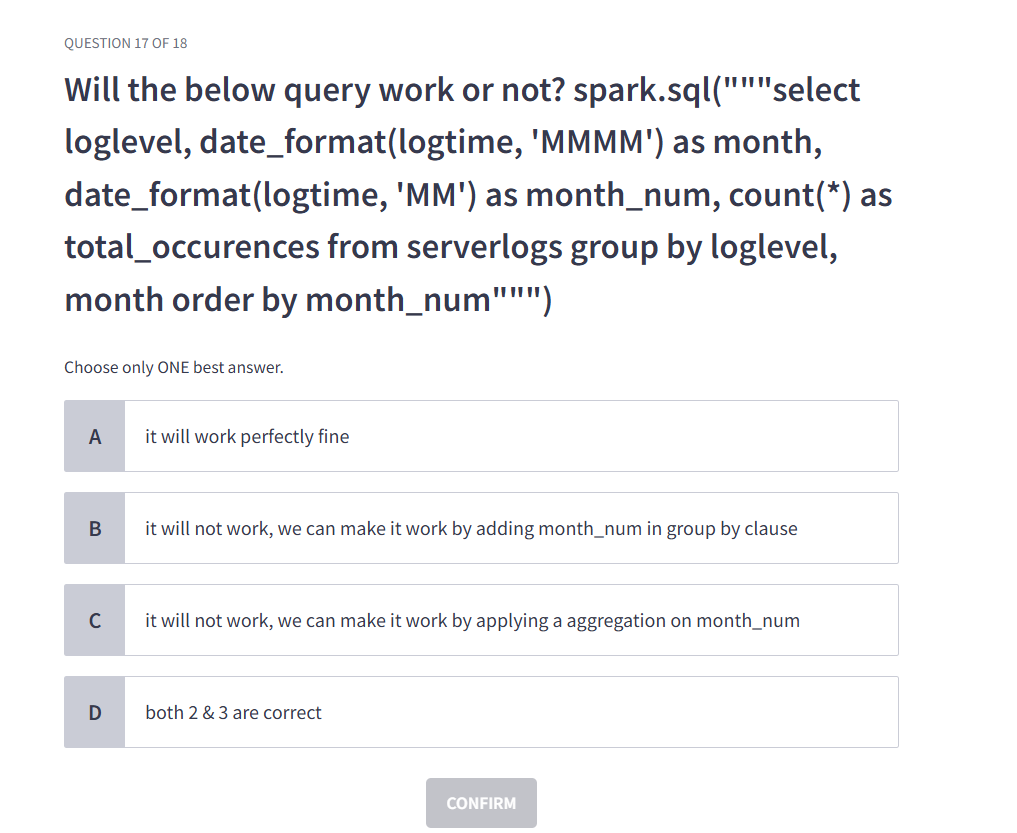 QUESTION 17 OF 18
Will the below query work or not? spark.sql("""select
loglevel, date_format(logtime, 'MMMM') as month,
date_format(logtime, 'MM') as month_num, count(*) as
total_occurences from serverlogs group by loglevel,
month order by month_num""")
Choose only ONE best answer.
A it will work perfectly fine
B it will not work, we can make it work by adding month_num in group by clause
C it will not work, we can make it work by applying a aggregation on month_num
D both 2 & 3 are correct
CONFIRM